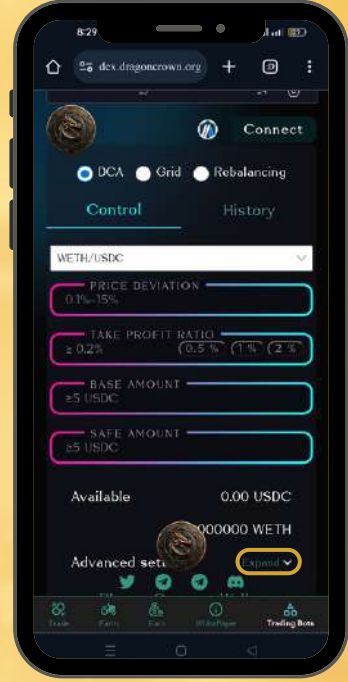 8:29
dex.dragoncrown.org
Connect
DCA Grid Rebalancing
Control History
WETH/USDC
PRICE DEVIATION
0.1%-15%
TAKE PROFIT RATIO
≥ 0.2% 0.5 % 1 % 2 %
BASE AMOUNT
≥5 USDC
SAFE AMOUNT
≥5 USDC
Available 0.00 USDC
000000 WETH
Advanced Expand
Trade Farm Earn WhitePaper Trading Bots